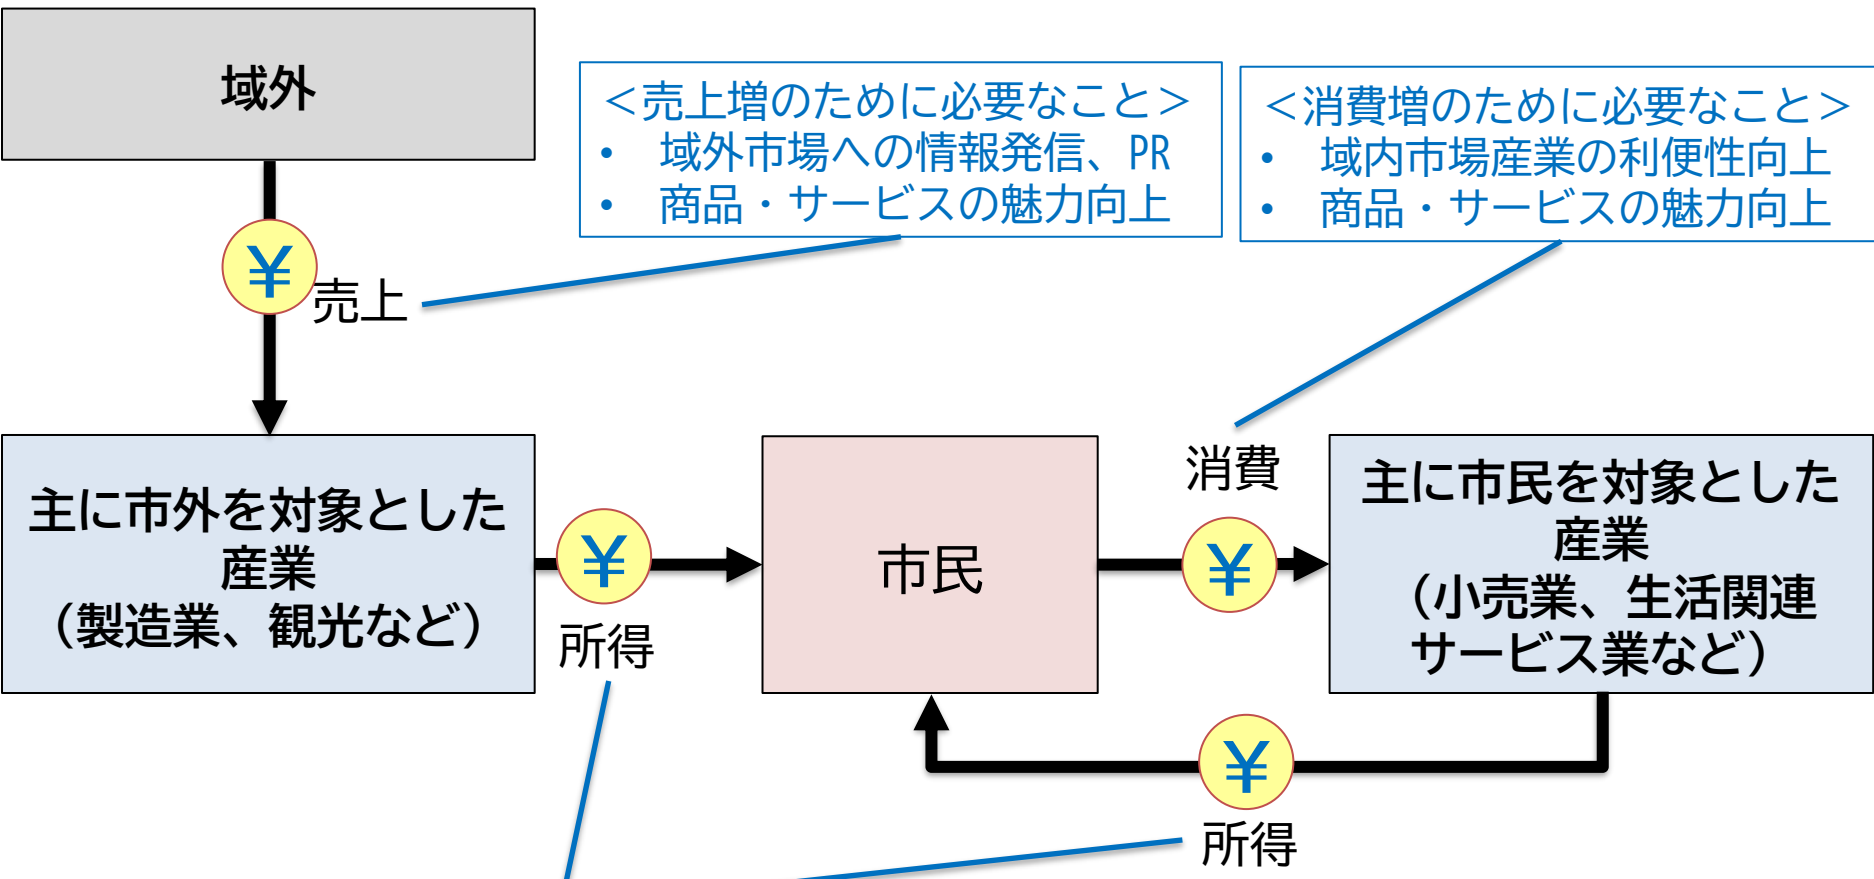 域外
＜売上増のために必要なこと＞
• 域外市場への情報発信、PR
• 商品・サービスの魅力向上
＜消費増のために必要なこと＞
• 域内市場産業の利便性向上
• 商品・サービスの魅力向上
¥
売上
主に市外を対象とした
産業
（製造業、観光など）
¥
所得
市民
消費
¥
主に市民を対象とした
産業
（小売業、生活関連
サービス業など）
¥
所得